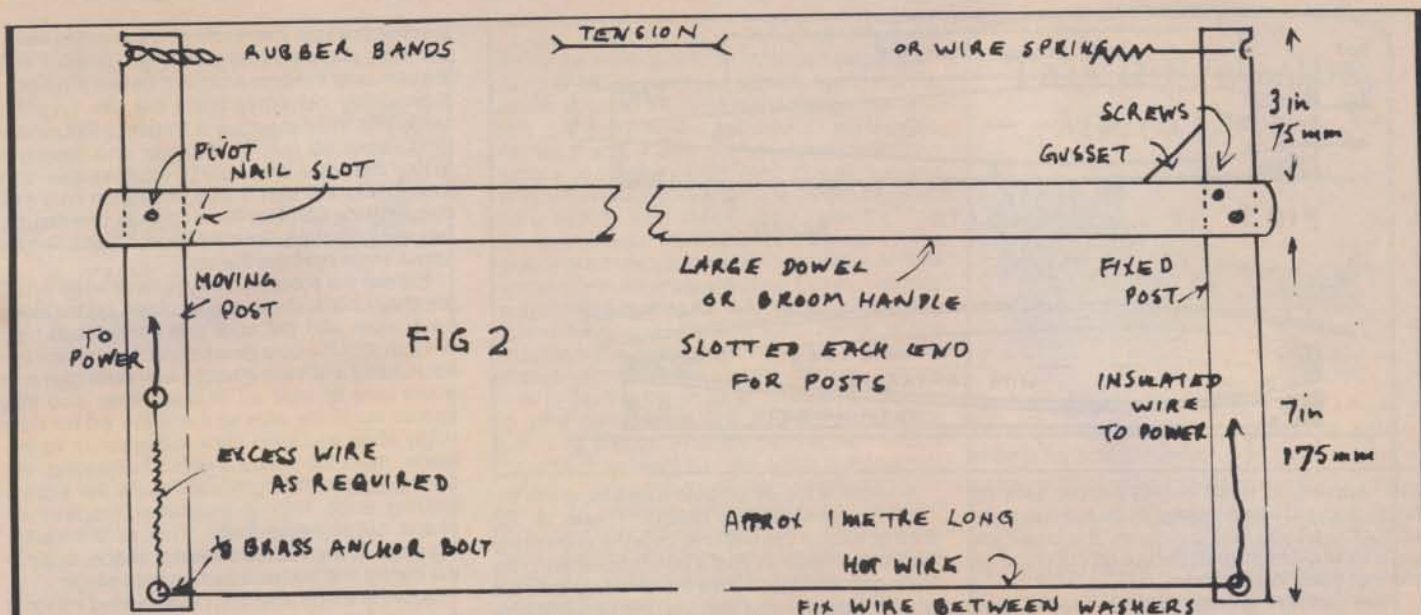 RUBBER BANDS
TENSION
OR WIRE SPRING
SCREWS
3 in
75 mm
GUSSET
PIVOT
NAIL SLOT
MOVING
POST
TO
POWER
FIG 2
LARGE DOWEL
OR BROOM HANDLE
SLOTTED EACH END
FOR POSTS
FIXED
POST
INSULATED
WIRE
TO POWER
7 in
175 mm
EXCESS WIRE
AS REQUIRED
1/8 BRASS ANCHOR BOLT
APPROX 1 METRE LONG
HOT WIRE
FIX WIRE BETWEEN WASHERS